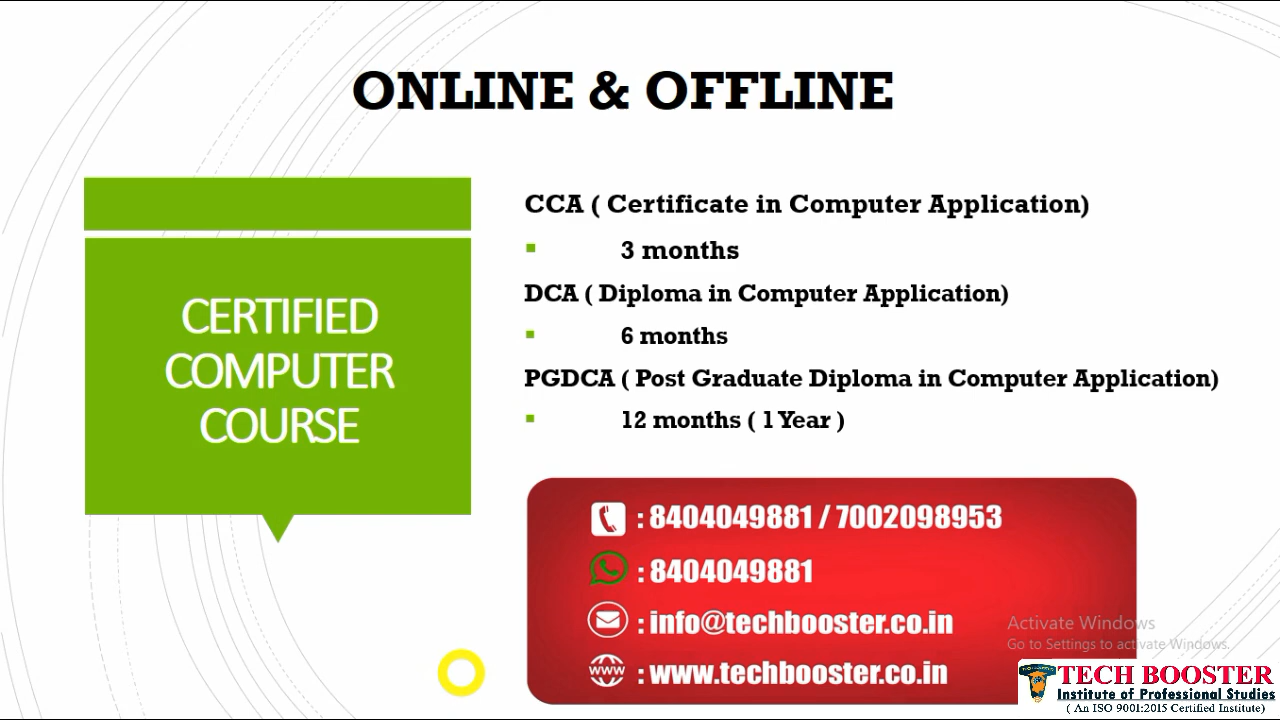 ONLINE & OFFLINE
CERTIFIED
COMPUTER
COURSE
CCA ( Certificate in Computer Application)
3 months
DCA ( Diploma in Computer Application)
6 months
PGDCA ( Post Graduate Diploma in Computer Application)
12 months ( 1 Year )
: 8404049881 / 7002098953
: 8404049881
: info@techbooster.co.in
www : www.techbooster.co.in
Activate Windows
Go to Settings to activate Windows.
TECH BOOSTER
Institute of Professional Studies
( An ISO 9001:2015 Certified Institute)